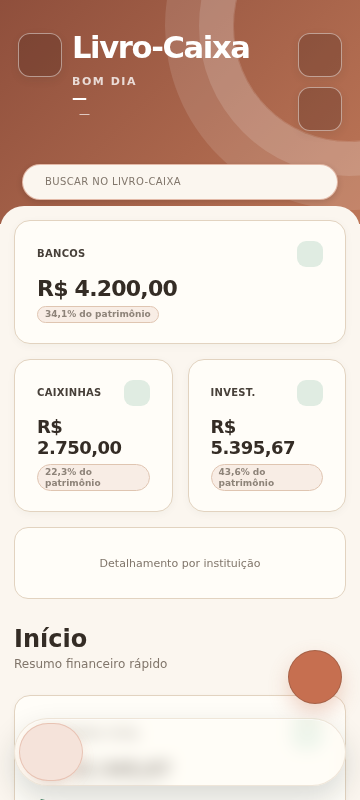 Livro-Caixa
BOM DIA
—
—
BUSCAR NO LIVRO-CAIXA
BANCOS
R$ 4.200,00
34,1% do patrimônio
CAIXINHAS
R$
2.750,00
22,3% do
patrimônio
INVEST.
R$
5.395,67
43,6% do
patrimônio
Detalhamento por instituição
Início
Resumo financeiro rápido